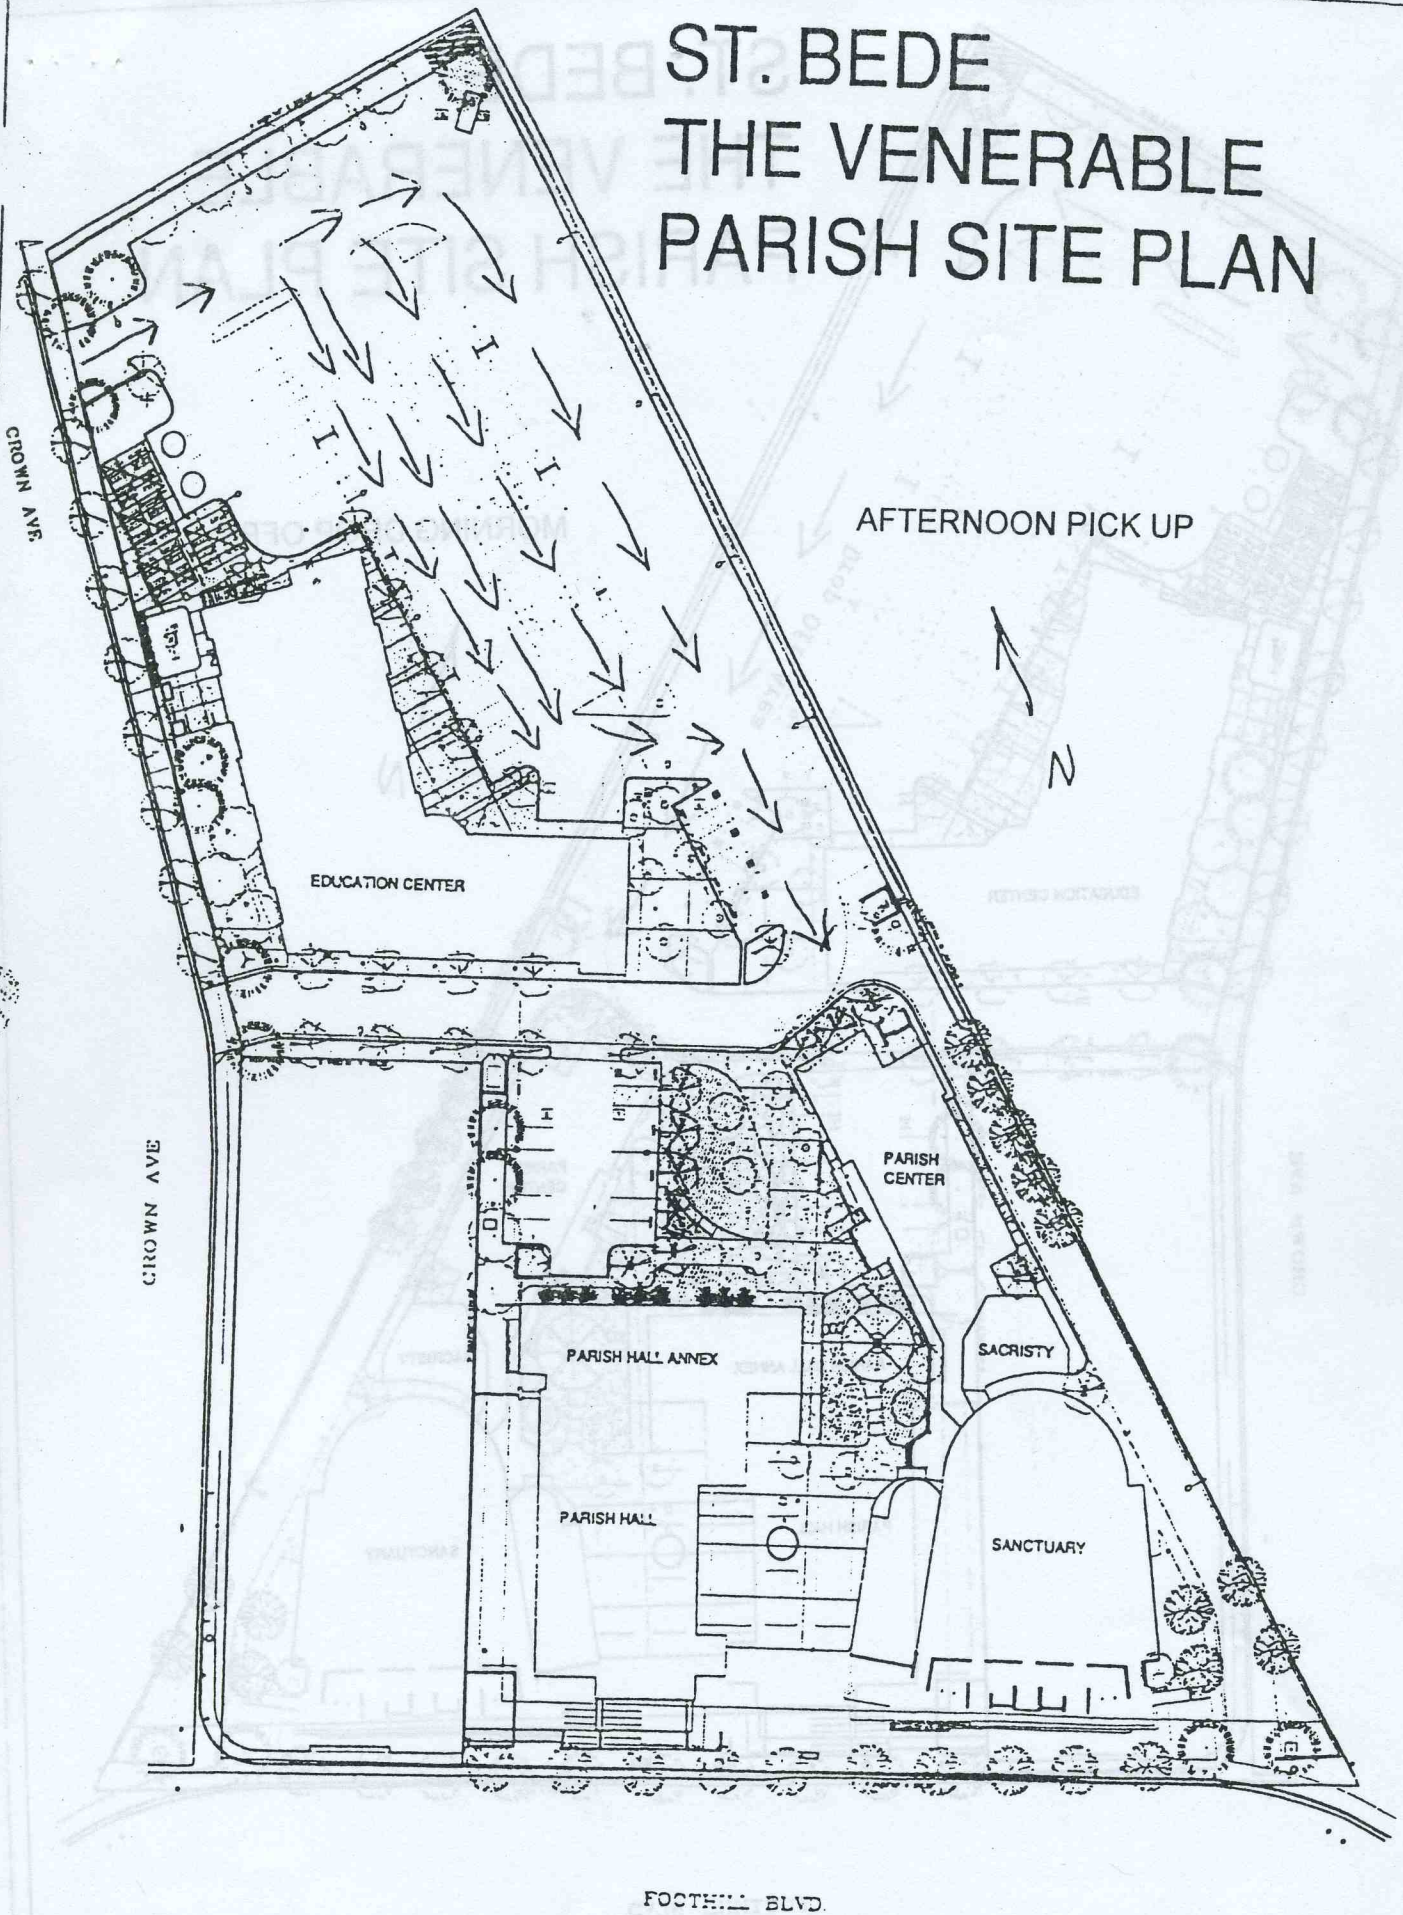 ST. BEDE
THE VENERABLE
PARISH SITE PLAN
CROWN AVE
AFTERNOON PICK UP
N
EDUCATION CENTER
CROWN AVE
PARISH
CENTER
PARISH HALL ANNEX
SACRISTY
PARISH HALL
SANCTUARY
FOOTHILL BLVD.